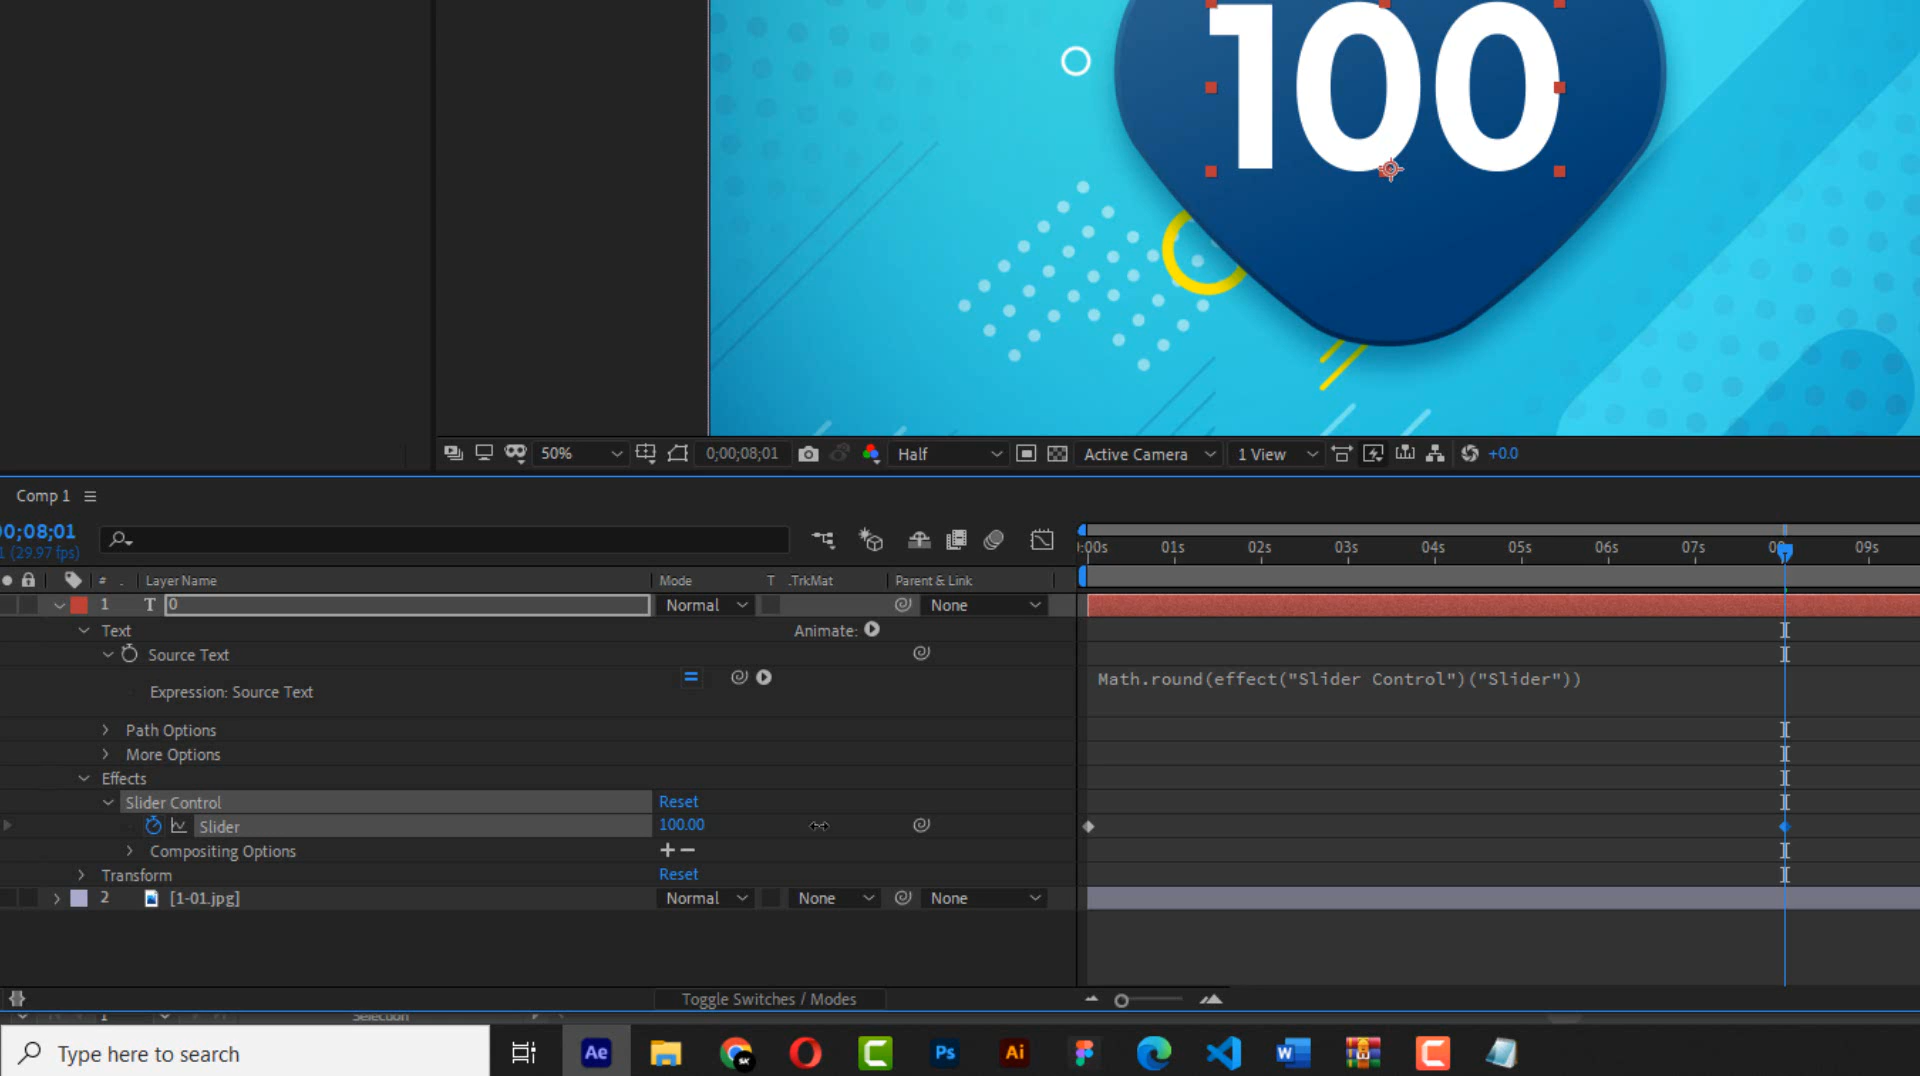 100
50%
0;00;08;01
Half
Active Camera
1 View
+0.0
Comp 1
00;08;01
(29.97 fps)
:00s
01s
02s
03s
04s
05s
06s
07s
09s
#
Layer Name
Mode
T
.TrkMat
Parent & Link
1
T
0
Normal
None
Text
Animate:
Source Text
Expression: Source Text
Math.round(effect("Slider Control")("Slider"))
Path Options
More Options
Effects
Slider Control
Reset
Slider
100.00
Compositing Options
Transform
Reset
2
[1-01.jpg]
Normal
None
None
Toggle Switches / Modes
Selection
Type here to search
Ae
SK
Ps
Ai
W